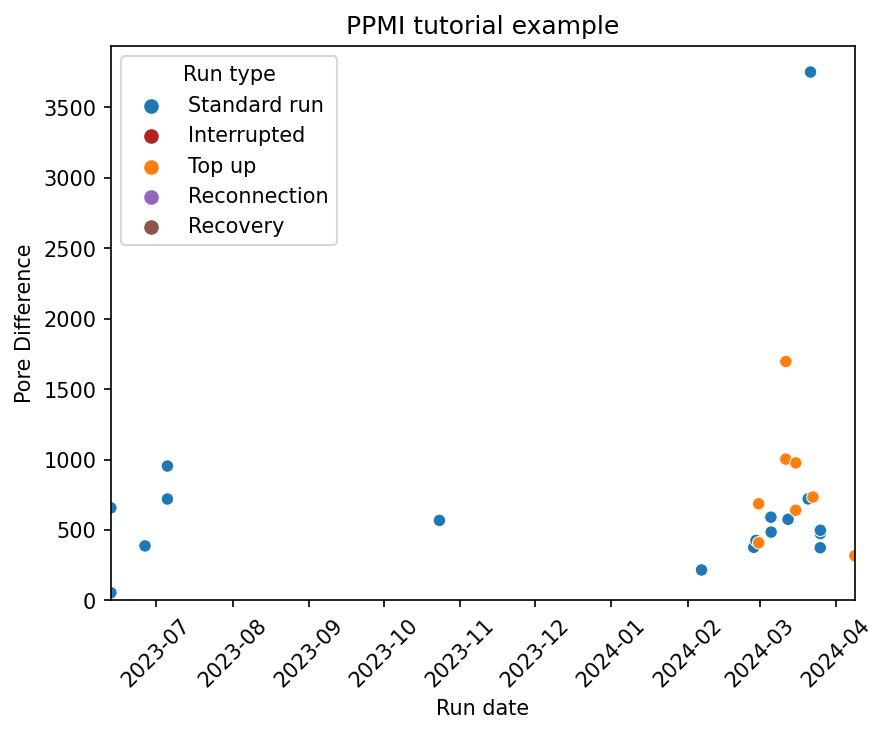 PPMI tutorial example
Run type
Standard run
Interrupted
Top up
Reconnection
Recovery
3500
3000
2500
2000
1500
1000
500
0
Pore Difference
2023-07
2023-08
2023-09
2023-10
2023-11
2023-12
2024-01
2024-02
2024-03
2024-04
Run date